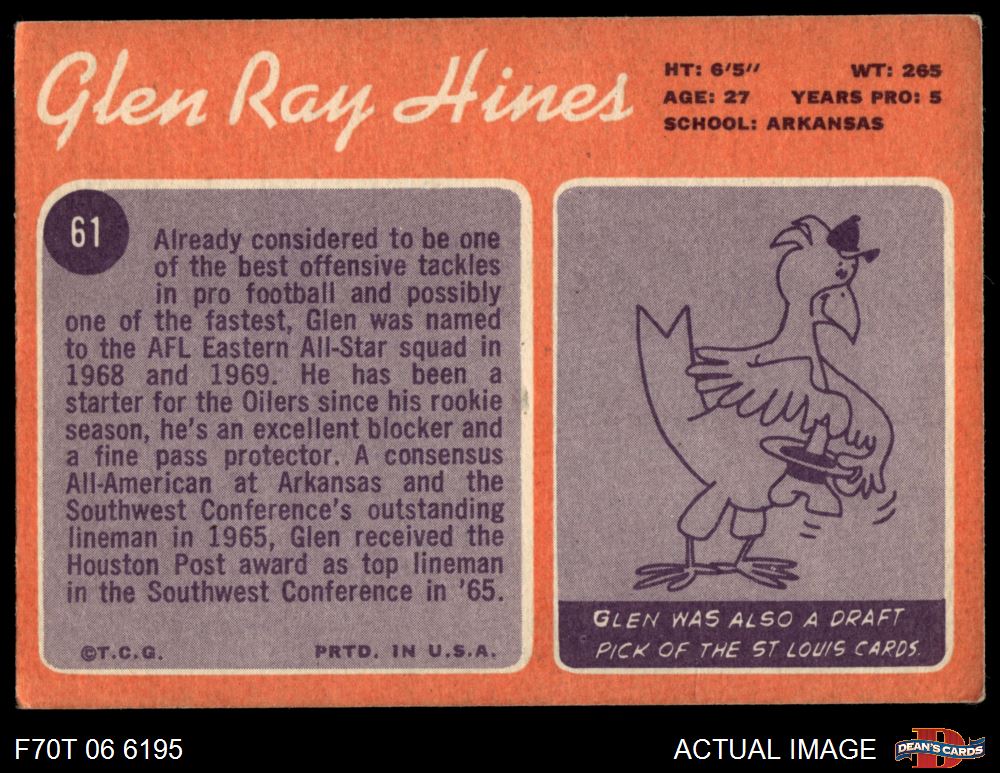 Glen Ray Hines
HT: 6'5" WT: 265
AGE: 27 YEARS PRO: 5
SCHOOL: ARKANSAS
61
Already considered to be one
of the best offensive tackles
in pro football and possibly
one of the fastest, Glen was named
to the AFL Eastern All-Star squad in
1968 and 1969. He has been a
starter for the Oilers since his rookie
season, he's an excellent blocker and
a fine pass protector. A consensus
All-American at Arkansas and the
Southwest Conference's outstanding
lineman in 1965, Glen received the
Houston Post award as top lineman
in the Southwest Conference in '65.
©T.C.G. PRTD. IN U.S.A.
GLEN WAS ALSO A DRAFT
PICK OF THE ST LOUIS CARDS.
F70T 06 6195
ACTUAL IMAGE
D
DEAN'S CARDS